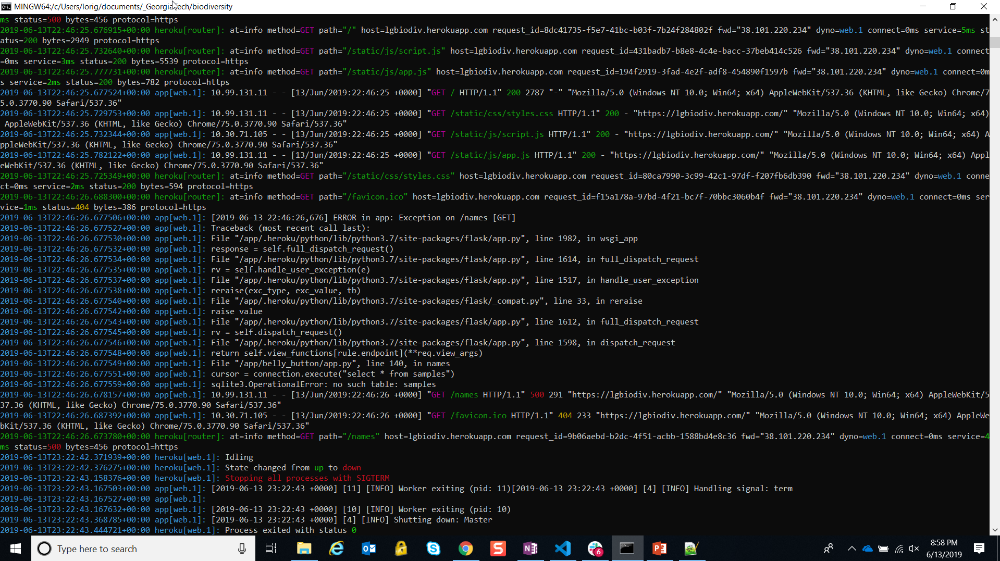 MINGW64:/c/Users/lorig/documents/_GeorgiaTech/biodiversity
ms status=500 bytes=456 protocol=https
2019-06-13T22:46:25.676915+00:00 heroku[router]: at=info method=GET path="/" host=lgbiodiv.herokuapp.com request_id=8dc41735-f5e7-41bc-b03f-7b24f284802f fwd="38.101.220.234" dyno=web.1 connect=0ms service=5ms st
atus=200 bytes=2949 protocol=https
2019-06-13T22:46:25.732640+00:00 heroku[router]: at=info method=GET path="/static/js/script.js" host=lgbiodiv.herokuapp.com request_id=431badb7-b8e8-4c4e-bacc-37beb414c526 fwd="38.101.220.234" dyno=web.1 connect
=0ms service=3ms status=200 bytes=5539 protocol=https
2019-06-13T22:46:25.777731+00:00 heroku[router]: at=info method=GET path="/static/js/app.js" host=lgbiodiv.herokuapp.com request_id=194f2919-3fad-4e2f-adf8-454890f1597b fwd="38.101.220.234" dyno=web.1 connect=0m
s service=2ms status=200 bytes=782 protocol=https
2019-06-13T22:46:25.677524+00:00 app[web.1]: 10.99.131.11 - - [13/Jun/2019:22:46:25 +0000] "GET / HTTP/1.1" 200 2787 "-" "Mozilla/5.0 (Windows NT 10.0; Win64; x64) AppleWebKit/537.36 (KHTML, like Gecko) Chrome/7
5.0.3770.90 Safari/537.36"
2019-06-13T22:46:25.729753+00:00 app[web.1]: 10.99.131.11 - - [13/Jun/2019:22:46:25 +0000] "GET /static/css/styles.css HTTP/1.1" 200 - "https://lgbiodiv.herokuapp.com/" "Mozilla/5.0 (Windows NT 10.0; Win64; x64)
AppleWebKit/537.36 (KHTML, like Gecko) Chrome/75.0.3770.90 Safari/537.36"
2019-06-13T22:46:25.732344+00:00 app[web.1]: 10.30.71.105 - - [13/Jun/2019:22:46:25 +0000] "GET /static/js/script.js HTTP/1.1" 200 - "https://lgbiodiv.herokuapp.com/" "Mozilla/5.0 (Windows NT 10.0; Win64; x64) A
ppleWebKit/537.36 (KHTML, like Gecko) Chrome/75.0.3770.90 Safari/537.36"
2019-06-13T22:46:25.782122+00:00 app[web.1]: 10.99.131.11 - - [13/Jun/2019:22:46:25 +0000] "GET /static/js/app.js HTTP/1.1" 200 - "https://lgbiodiv.herokuapp.com/" "Mozilla/5.0 (Windows NT 10.0; Win64; x64) Appl
eWebKit/537.36 (KHTML, like Gecko) Chrome/75.0.3770.90 Safari/537.36"
2019-06-13T22:46:25.725349+00:00 heroku[router]: at=info method=GET path="/static/css/styles.css" host=lgbiodiv.herokuapp.com request_id=80ca7990-3c99-42c1-97df-f207fb6db390 fwd="38.101.220.234" dyno=web.1 conne
ct=0ms service=2ms status=200 bytes=594 protocol=https
2019-06-13T22:46:26.688300+00:00 heroku[router]: at=info method=GET path="/favicon.ico" host=lgbiodiv.herokuapp.com request_id=f15a178a-97bd-4f21-bc7f-70bbc3060b4f fwd="38.101.220.234" dyno=web.1 connect=0ms ser
vice=1ms status=404 bytes=386 protocol=https
2019-06-13T22:46:26.677506+00:00 app[web.1]: [2019-06-13 22:46:26,676] ERROR in app: Exception on /names [GET]
2019-06-13T22:46:26.677527+00:00 app[web.1]: Traceback (most recent call last):
2019-06-13T22:46:26.677530+00:00 app[web.1]: File "/app/.heroku/python/lib/python3.7/site-packages/flask/app.py", line 1982, in wsgi_app
2019-06-13T22:46:26.677532+00:00 app[web.1]: response = self.full_dispatch_request()
2019-06-13T22:46:26.677534+00:00 app[web.1]: File "/app/.heroku/python/lib/python3.7/site-packages/flask/app.py", line 1614, in full_dispatch_request
2019-06-13T22:46:26.677535+00:00 app[web.1]: rv = self.handle_user_exception(e)
2019-06-13T22:46:26.677537+00:00 app[web.1]: File "/app/.heroku/python/lib/python3.7/site-packages/flask/app.py", line 1517, in handle_user_exception
2019-06-13T22:46:26.677538+00:00 app[web.1]: reraise(exc_type, exc_value, tb)
2019-06-13T22:46:26.677540+00:00 app[web.1]: File "/app/.heroku/python/lib/python3.7/site-packages/flask/_compat.py", line 33, in reraise
2019-06-13T22:46:26.677542+00:00 app[web.1]: raise value
2019-06-13T22:46:26.677543+00:00 app[web.1]: File "/app/.heroku/python/lib/python3.7/site-packages/flask/app.py", line 1612, in full_dispatch_request
2019-06-13T22:46:26.677545+00:00 app[web.1]: rv = self.dispatch_request()
2019-06-13T22:46:26.677546+00:00 app[web.1]: File "/app/.heroku/python/lib/python3.7/site-packages/flask/app.py", line 1598, in dispatch_request
2019-06-13T22:46:26.677548+00:00 app[web.1]: return self.view_functions[rule.endpoint](**req.view_args)
2019-06-13T22:46:26.677549+00:00 app[web.1]: File "/app/belly_button/app.py", line 140, in names
2019-06-13T22:46:26.677551+00:00 app[web.1]: cursor = connection.execute("select * from samples")
2019-06-13T22:46:26.677559+00:00 app[web.1]: sqlite3.OperationalError: no such table: samples
2019-06-13T22:46:26.678157+00:00 app[web.1]: 10.99.131.11 - - [13/Jun/2019:22:46:26 +0000] "GET /names HTTP/1.1" 500 291 "https://lgbiodiv.herokuapp.com/" "Mozilla/5.0 (Windows NT 10.0; Win64; x64) AppleWebKit/5
37.36 (KHTML, like Gecko) Chrome/75.0.3770.90 Safari/537.36"
2019-06-13T22:46:26.687392+00:00 app[web.1]: 10.30.71.105 - - [13/Jun/2019:22:46:26 +0000] "GET /favicon.ico HTTP/1.1" 404 233 "https://lgbiodiv.herokuapp.com/" "Mozilla/5.0 (Windows NT 10.0; Win64; x64) AppleWe
bKit/537.36 (KHTML, like Gecko) Chrome/75.0.3770.90 Safari/537.36"
2019-06-13T22:46:26.673780+00:00 heroku[router]: at=info method=GET path="/names" host=lgbiodiv.herokuapp.com request_id=9b06aebd-b2dc-4f51-acbb-1588bd4e8c36 fwd="38.101.220.234" dyno=web.1 connect=0ms service=4
ms status=500 bytes=456 protocol=https
2019-06-13T23:22:42.371939+00:00 heroku[web.1]: Idling
2019-06-13T23:22:42.376275+00:00 heroku[web.1]: State changed from up to down
2019-06-13T23:22:43.158376+00:00 heroku[web.1]: Stopping all processes with SIGTERM
2019-06-13T23:22:43.167503+00:00 app[web.1]: [2019-06-13 23:22:43 +0000] [11] [INFO] Worker exiting (pid: 11)[2019-06-13 23:22:43 +0000] [4] [INFO] Handling signal: term
2019-06-13T23:22:43.167527+00:00 app[web.1]:
2019-06-13T23:22:43.167632+00:00 app[web.1]: [2019-06-13 23:22:43 +0000] [10] [INFO] Worker exiting (pid: 10)
2019-06-13T23:22:43.368785+00:00 app[web.1]: [2019-06-13 23:22:43 +0000] [4] [INFO] Shutting down: Master
2019-06-13T23:22:43.444721+00:00 heroku[web.1]: Process exited with status 0
Type here to search
6
8:58 PM
6/13/2019